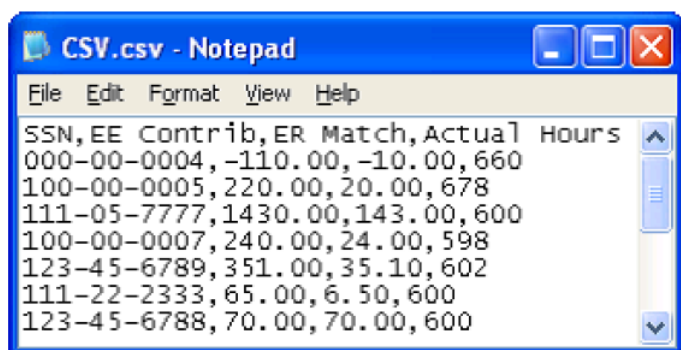 CSV.csv - Notepad
File Edit Format View Help
SSN,EE Contrib,ER Match,Actual Hours
000-00-0004,-110.00,-10.00,660
100-00-0005,220.00,20.00,678
111-05-7777,1430.00,143.00,600
100-00-0007,240.00,24.00,598
123-45-6789,351.00,35.10,602
111-22-2333,65.00,6.50,600
123-45-6788,70.00,70.00,600